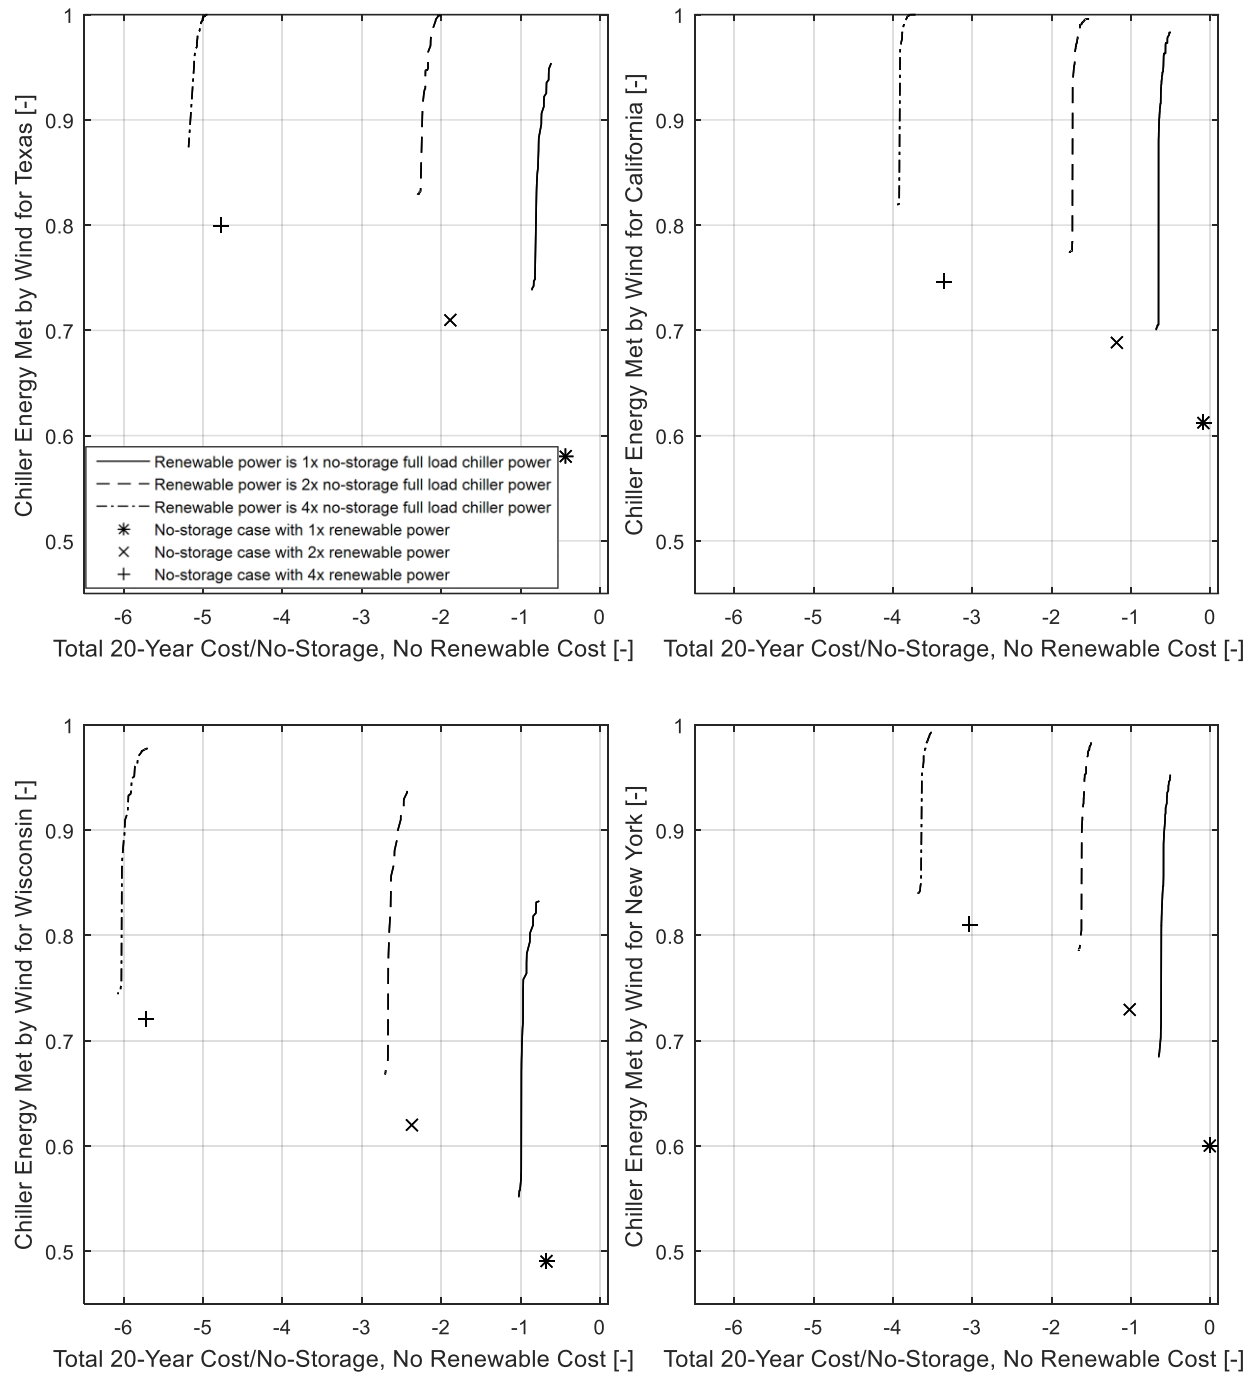 Chiller Energy Met by Wind for Texas [-]
1
0.9
0.8
0.7
0.6
0.5
Renewable power is 1x no-storage full load chiller power
Renewable power is 2x no-storage full load chiller power
Renewable power is 4x no-storage full load chiller power
No-storage case with 1x renewable power
No-storage case with 2x renewable power
No-storage case with 4x renewable power
-6 -5 -4 -3 -2 -1 0
Total 20-Year Cost/No-Storage, No Renewable Cost [-]
Chiller Energy Met by Wind for California [-]
1
0.9
0.8
0.7
0.6
0.5
-6 -5 -4 -3 -2 -1 0
Total 20-Year Cost/No-Storage, No Renewable Cost [-]
Chiller Energy Met by Wind for Wisconsin [-]
1
0.9
0.8
0.7
0.6
0.5
-6 -5 -4 -3 -2 -1 0
Total 20-Year Cost/No-Storage, No Renewable Cost [-]
Chiller Energy Met by Wind for New York [-]
1
0.9
0.8
0.7
0.6
0.5
-6 -5 -4 -3 -2 -1 0
Total 20-Year Cost/No-Storage, No Renewable Cost [-]